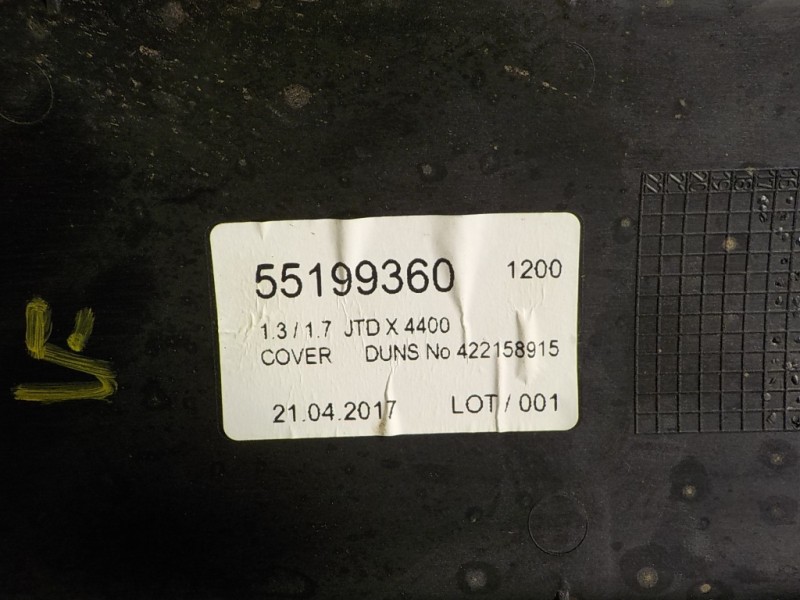 55199360 1200
1.3 / 1.7 JTD X 4400
COVER DUNS No 422158915
21.04.2017 LOT / 001